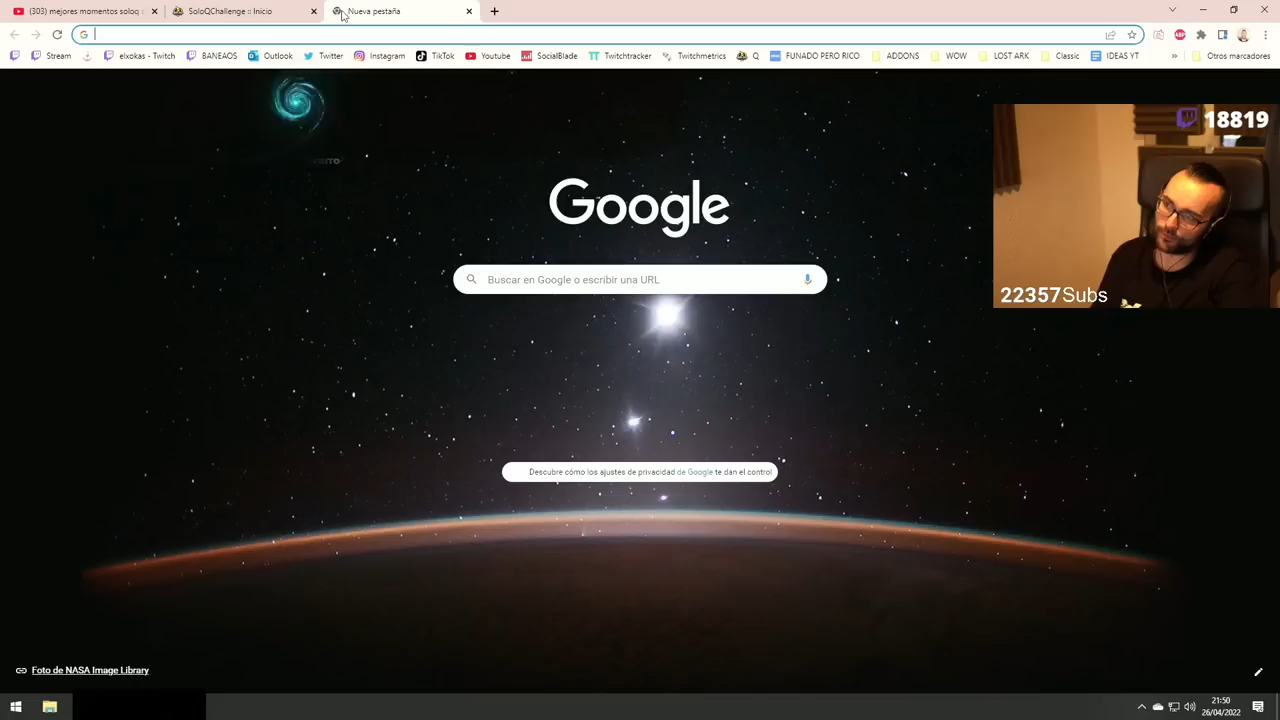 (303) mejores momentos soloq
SoloQChallenge :: Inicio
Nueva pestaña
Stream
elxokas - Twitch
BANEAOS
Outlook
Twitter
Instagram
TikTok
Youtube
SocialBlade
Twitchtracker
Twitchmetrics
Q
FUNADO PERO RICO
ADDONS
WOW
LOST ARK
Classic
IDEAS YT
Otros marcadores
18819
Google
Buscar en Google o escribir una URL
22357Subs
Descubre cómo los ajustes de privacidad de Google te dan el control
Foto de NASA Image Library
21:50
26/04/2022